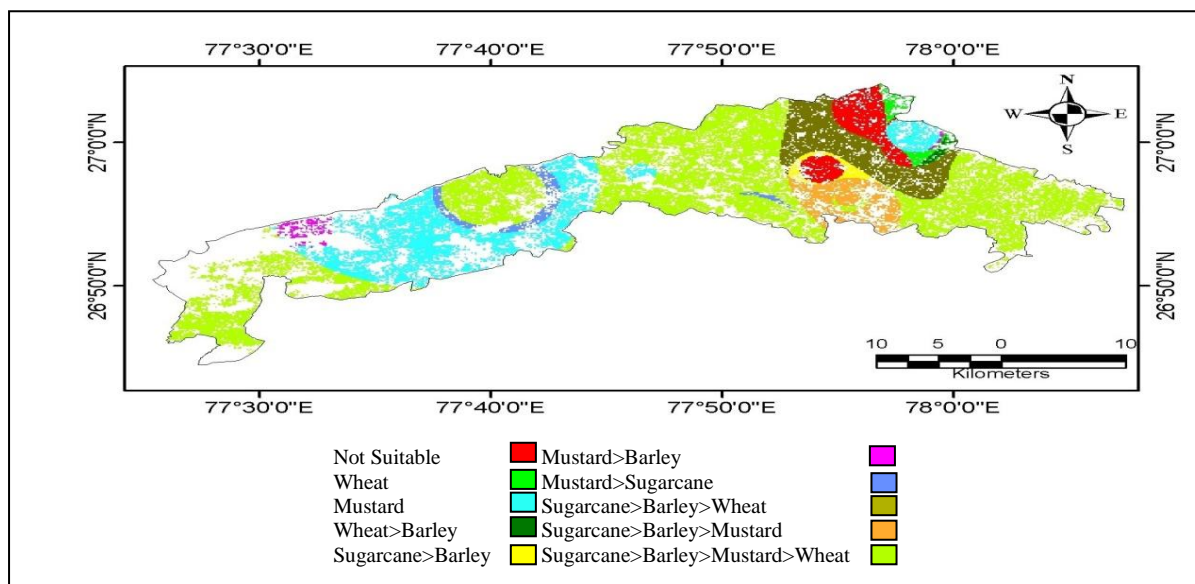 77°30'0"E 77°40'0"E 77°50'0"E 78°0'0"E
N
W E
S
27°0'0"N 27°0'0"N
26°50'0"N 26°50'0"N
10 5 0 10
Kilometers
77°30'0"E 77°40'0"E 77°50'0"E 78°0'0"E
Not Suitable Mustard>Barley
Wheat Mustard>Sugarcane
Mustard Sugarcane>Barley>Wheat
Wheat>Barley Sugarcane>Barley>Mustard
Sugarcane>Barley Sugarcane>Barley>Mustard>Wheat